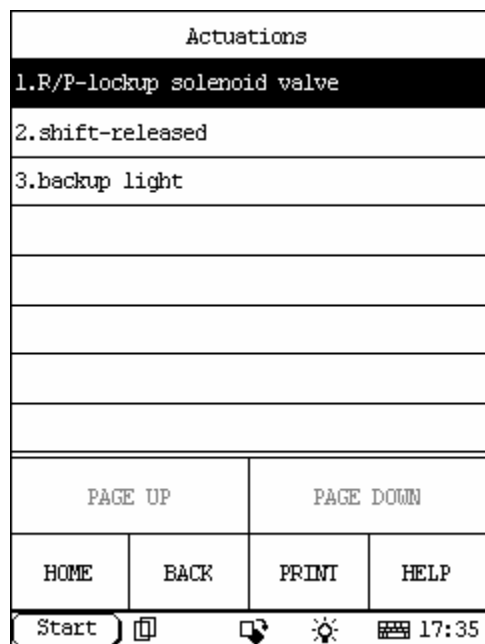 Actuations
1.R/P-lockup solenoid valve
2.shift-released
3.backup light
PAGE UP PAGE DOWN
HOME BACK PRINT HELP
Start 17:35